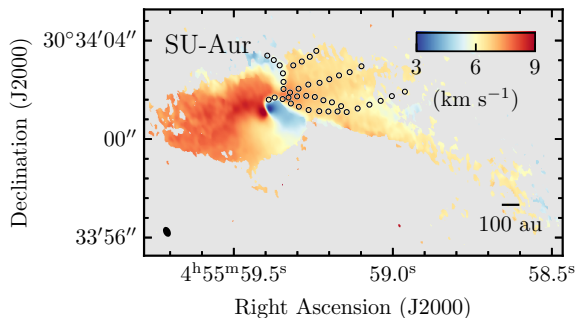 30°34′04″
SU-Aur
3 6 9
(km s⁻¹)
00″
Declination (J2000)
100 au
33′56″
4ʰ55ᵐ59.5ˢ 59.0ˢ 58.5ˢ
Right Ascension (J2000)